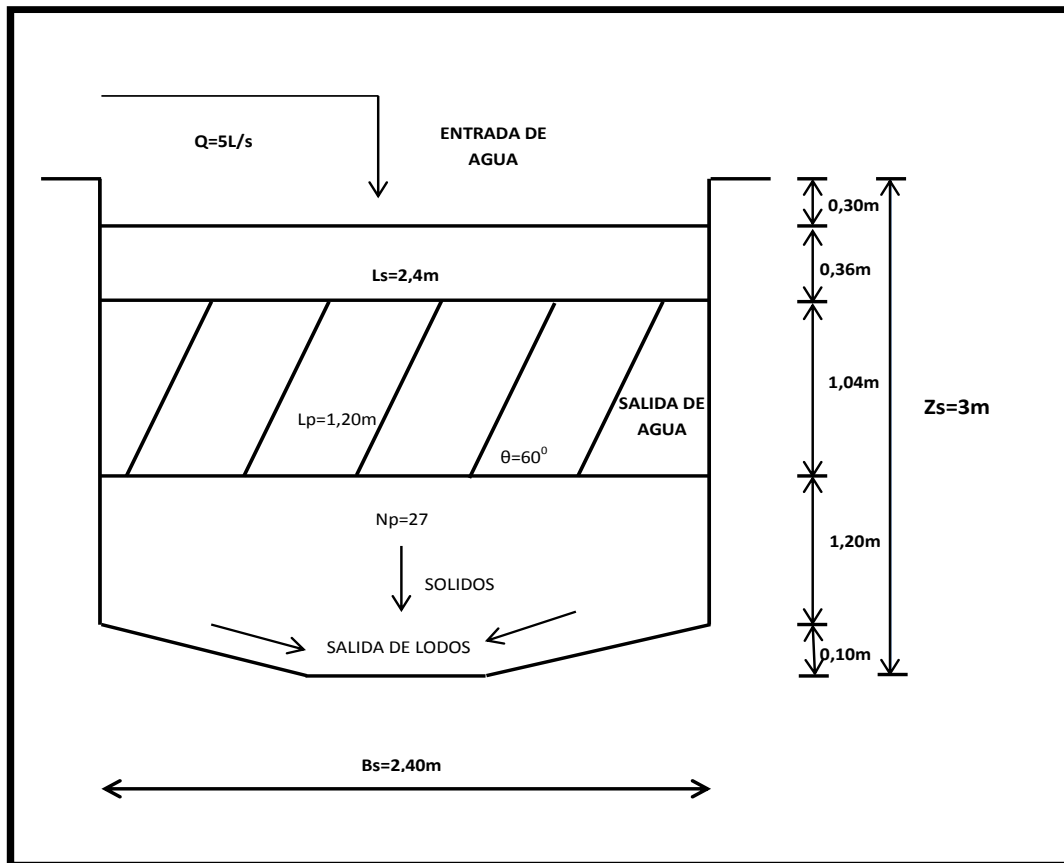 ENTRADA DE
AGUA
Q=5L/s
0,30m
0,36m
Ls=2,4m
1,04m
Zs=3m
SALIDA DE
AGUA
Lp=1,20m
θ=60⁰
Np=27
1,20m
SOLIDOS
SALIDA DE LODOS
0,10m
Bs=2,40m